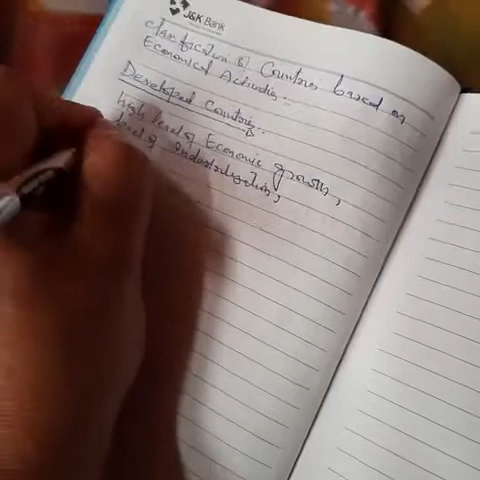 J&K Bank
Classification of Countries based on
Economical Activities.
Developed Countries.
high level of Economic growth,
level of industrialization,